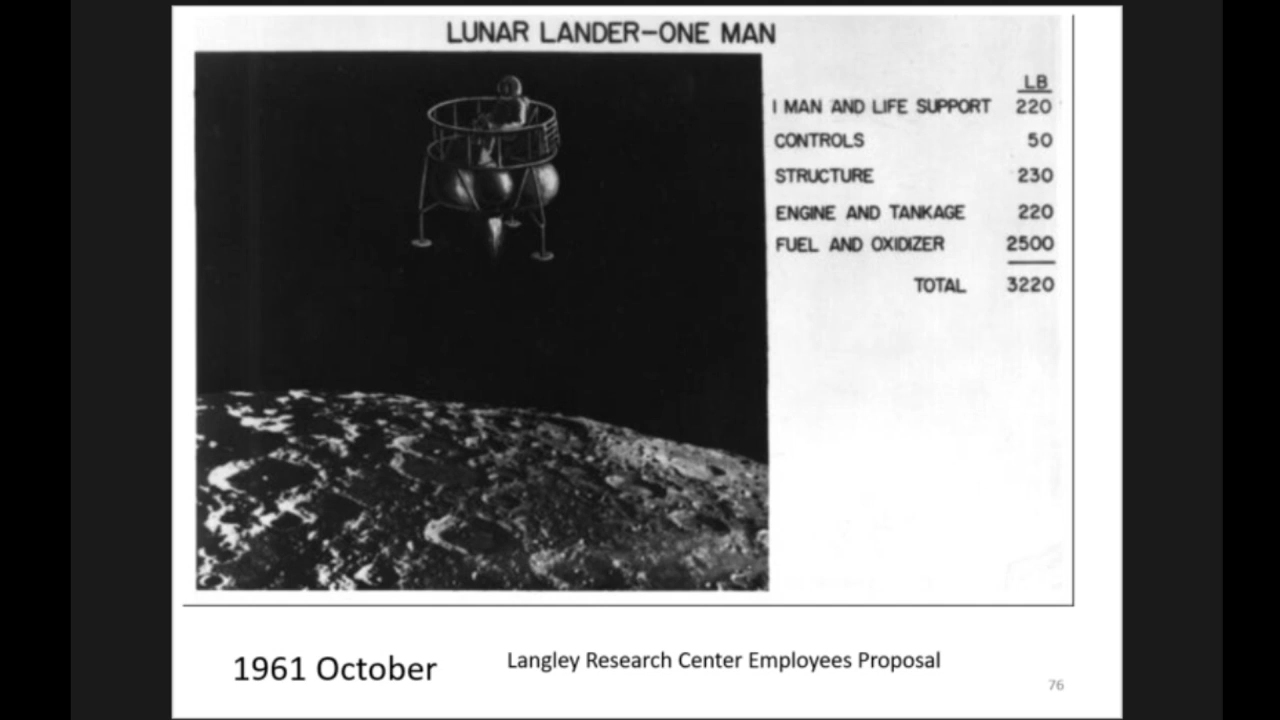 LUNAR LANDER—ONE MAN
LB
1 MAN AND LIFE SUPPORT 220
CONTROLS 50
STRUCTURE 230
ENGINE AND TANKAGE 220
FUEL AND OXIDIZER 2500
TOTAL 3220
1961 October
Langley Research Center Employees Proposal
76